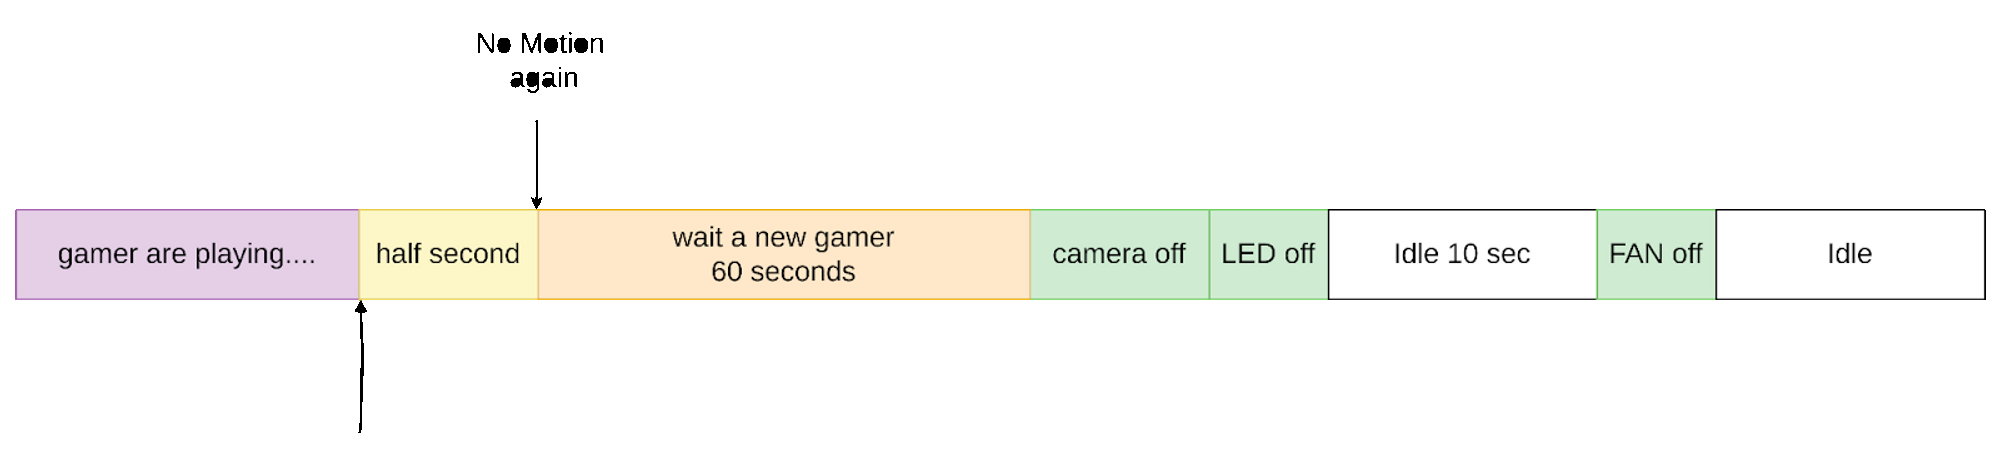 No Motion
again
gamer are playing....
half second
wait a new gamer
60 seconds
camera off
LED off
Idle 10 sec
FAN off
Idle